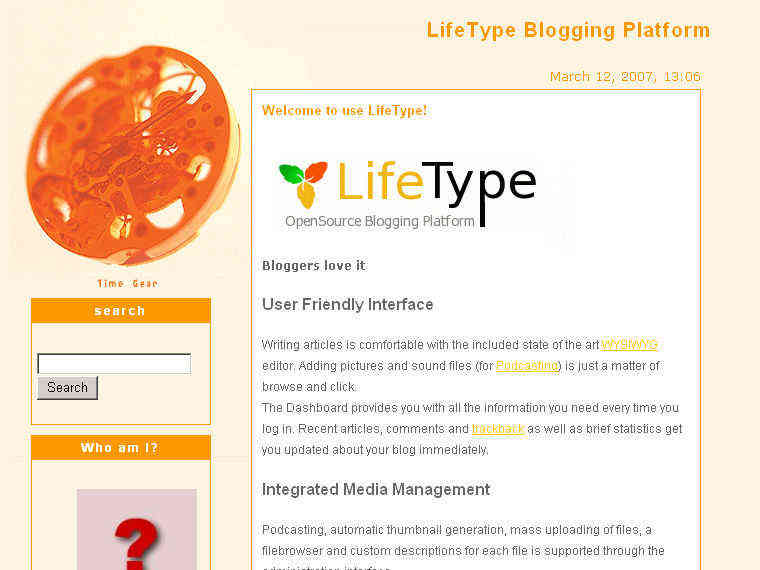 LifeType Blogging Platform
March 12, 2007, 13:06
Time Gear
search
Search
Who am I?
Welcome to use LifeType!
LifeType
OpenSource Blogging Platform
Bloggers love it
User Friendly Interface
Writing articles is comfortable with the included state of the art WYSIWYG
editor. Adding pictures and sound files (for Podcasting) is just a matter of
browse and click.
The Dashboard provides you with all the information you need every time you
log in. Recent articles, comments and trackback as well as brief statistics get
you updated about your blog immediately.
Integrated Media Management
Podcasting, automatic thumbnail generation, mass uploading of files, a
filebrowser and custom descriptions for each file is supported through the
administration interface